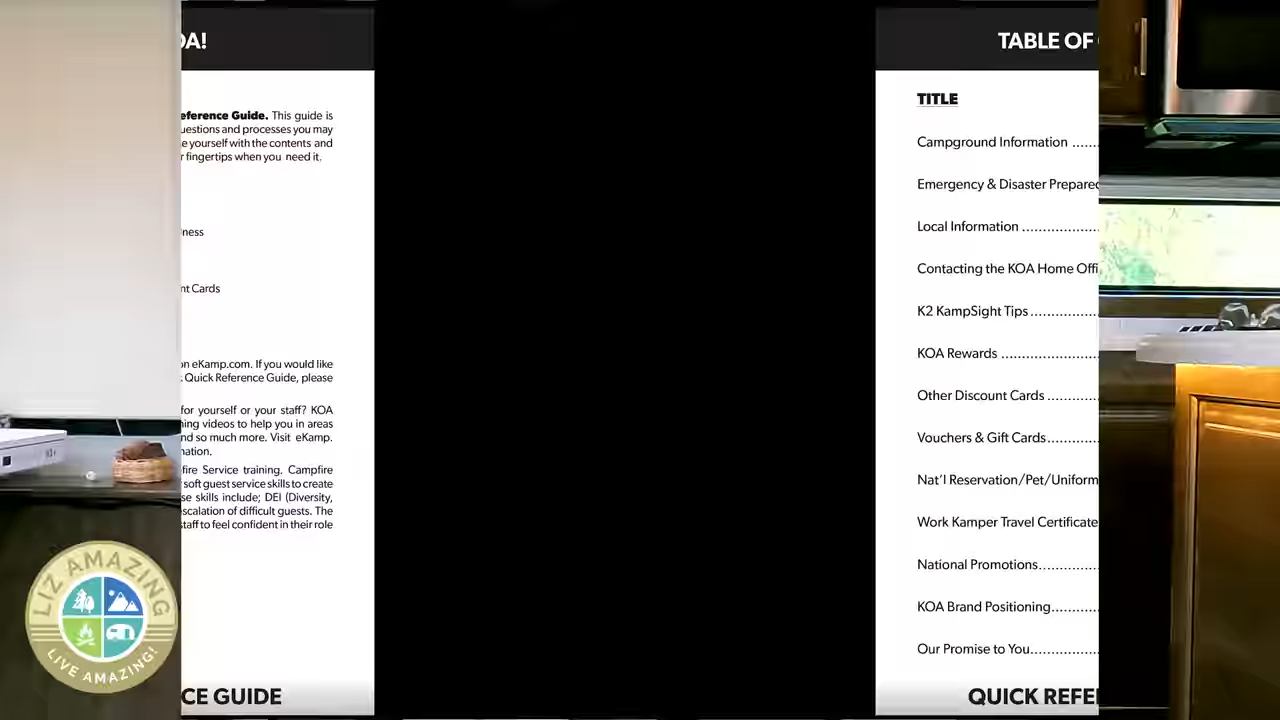 OA!
eference Guide. This guide is
uestions and processes you may
e yourself with the contents and
r fingertips when you need it.
ness
nt Cards
on eKamp.com. If you would like
. Quick Reference Guide, please
for yourself or your staff? KOA
ning videos to help you in areas
nd so much more. Visit eKamp.
nation.
fire Service training. Campfire
soft guest service skills to create
se skills include; DEI (Diversity,
scalation of difficult guests. The
staff to feel confident in their role
CE GUIDE
TABLE OF
TITLE
Campground Information ......
Emergency & Disaster Prepared
Local Information ...................
Contacting the KOA Home Offi
K2 KampSight Tips.................
KOA Rewards ........................
Other Discount Cards .............
Vouchers & Gift Cards.............
Nat'l Reservation/Pet/Uniform
Work Kamper Travel Certificate
National Promotions...............
KOA Brand Positioning............
Our Promise to You.................
QUICK REFE
LIZ AMAZING
LIVE AMAZING!